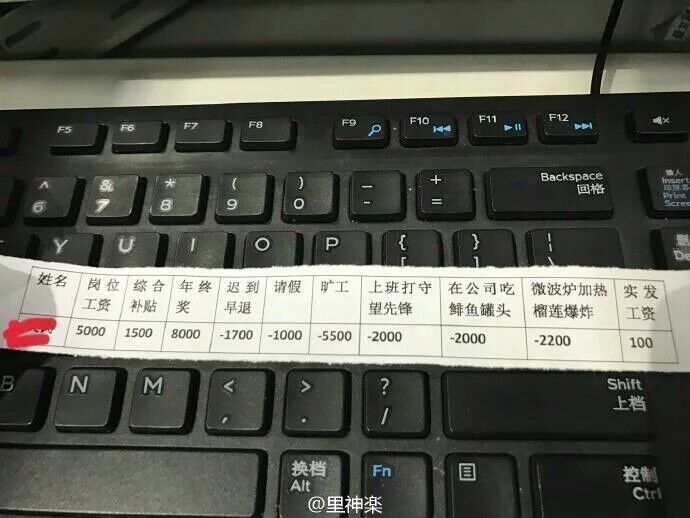 F5 F6 F7 F8 F9 F10 F11 F12
^ & * ( ) _ + Backspace 插入
6 7 8 9 0 - = 回格 Insert
印屏幕
Print
Screen
Y U I O P { } | 删
[ ] \ De
姓名 岗位工资 综合补贴 年终奖 迟到早退 请假 旷工 上班打守望先锋 在公司吃鲱鱼罐头 微波炉加热榴莲爆炸 实发工资
5000 1500 8000 -1700 -1000 -5500 -2000 -2000 -2200 100
B N M < > ? Shift
, . / 上档
换档 Fn 控制
Alt Ctrl
@里神楽